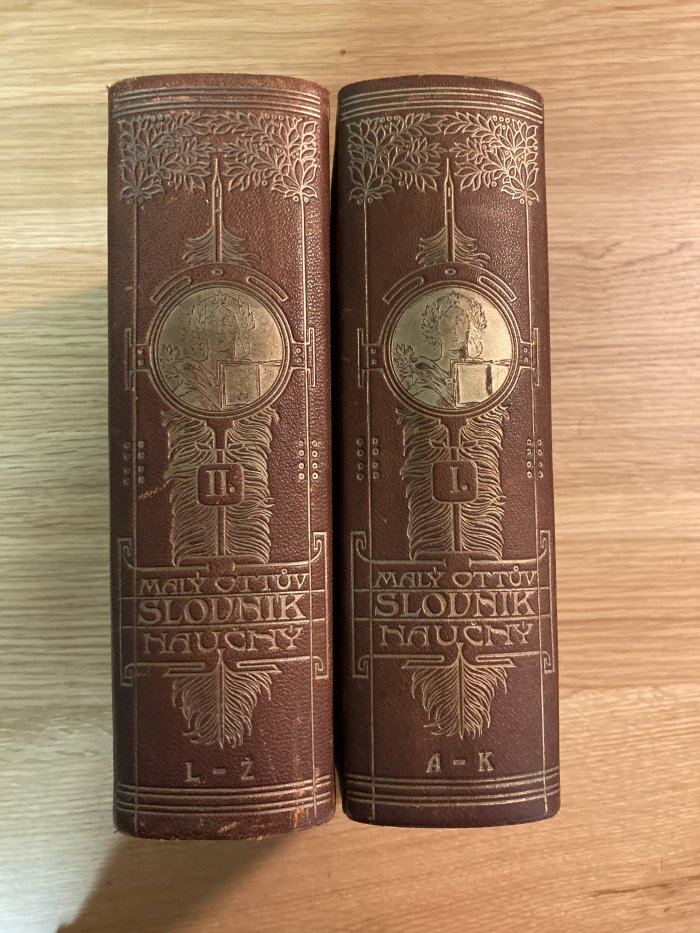 II.
MALÝ OTTŮV
SLOVNÍK
NAUČNÝ
L – Ž
I.
MALÝ OTTŮV
SLOVNÍK
NAUČNÝ
A – K